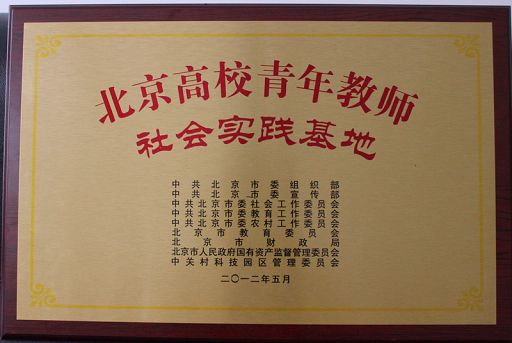 北京高校青年教师
社会实践基地
中共北京市委组织部
中共北京市委宣传部
中共北京市委社会工作委员会
中共北京市委教育工作委员会
中共北京市委农村工作委员会
北京市教育委员会
北京市财政局
北京市人民政府国有资产监督管理委员会
中关村科技园区管理委员会
二〇一二年五月